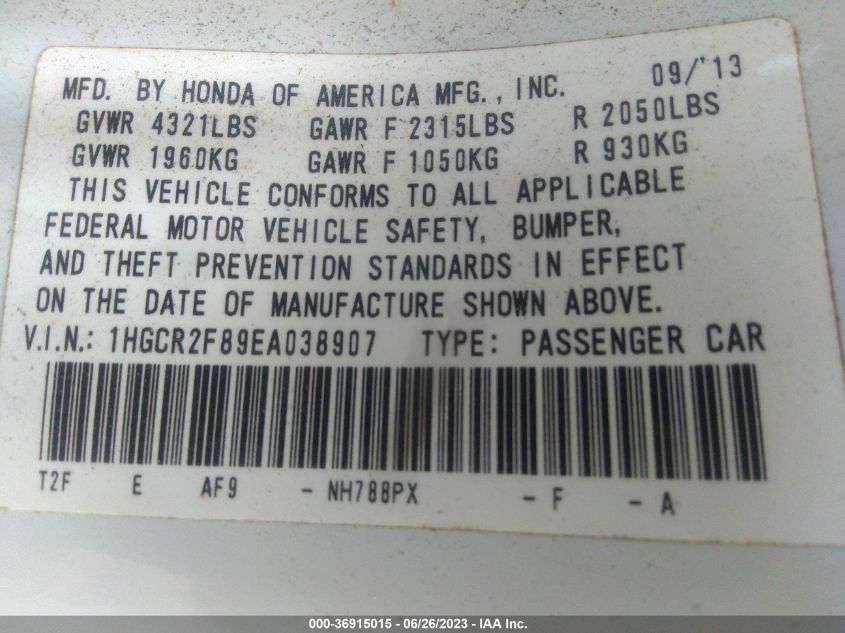 MFD. BY HONDA OF AMERICA MFG., INC. 09/'13
GVWR 4321LBS GAWR F 2315LBS R 2050LBS
GVWR 1960KG GAWR F 1050KG R 930KG
THIS VEHICLE CONFORMS TO ALL APPLICABLE
FEDERAL MOTOR VEHICLE SAFETY, BUMPER,
AND THEFT PREVENTION STANDARDS IN EFFECT
ON THE DATE OF MANUFACTURE SHOWN ABOVE.
V.I.N.: 1HGCR2F89EA038907 TYPE: PASSENGER CAR
T2F E AF9 - NH788PX - F - A
000-36915015 - 06/26/2023 - IAA Inc.